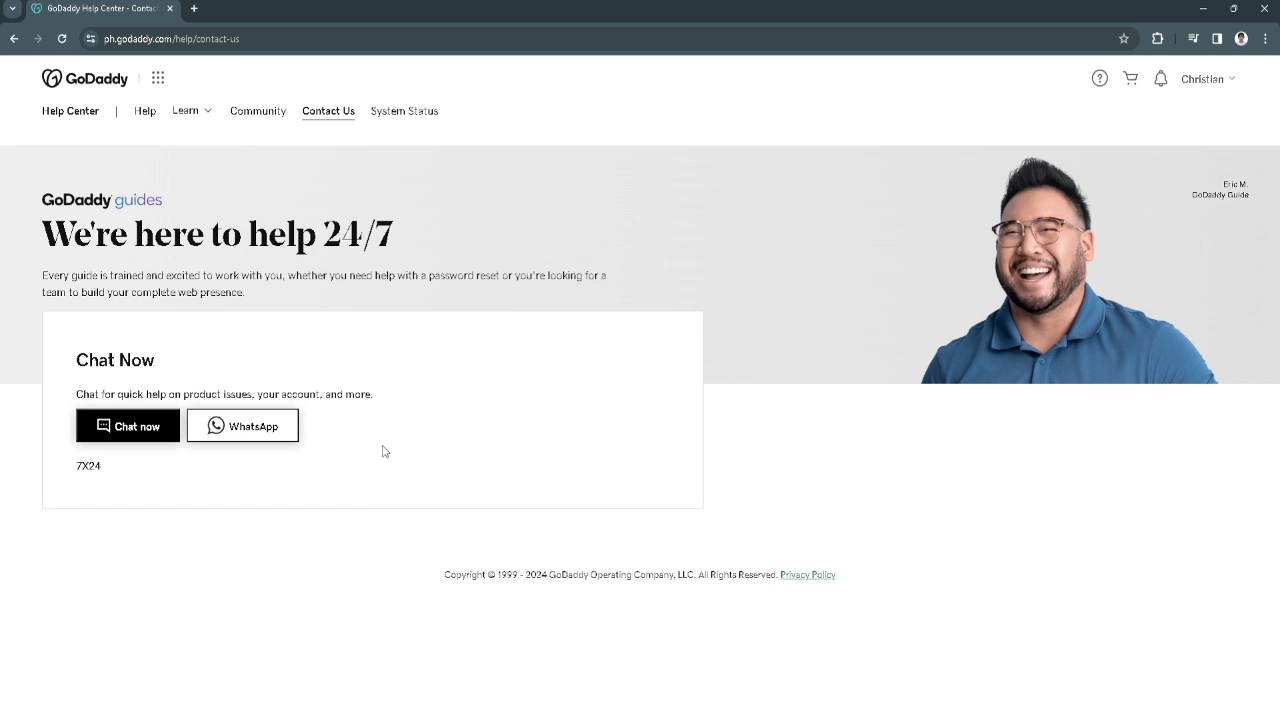 GoDaddy Help Center - Contac
ph.godaddy.com/help/contact-us
GoDaddy
Christian
Help Center | Help Learn Community Contact Us System Status
Eric M.
GoDaddy Guide
GoDaddy guides
We're here to help 24/7
Every guide is trained and excited to work with you, whether you need help with a password reset or you're looking for a
team to build your complete web presence.
Chat Now
Chat for quick help on product issues, your account, and more.
Chat now WhatsApp
7X24
Copyright © 1999 - 2024 GoDaddy Operating Company, LLC. All Rights Reserved. Privacy Policy